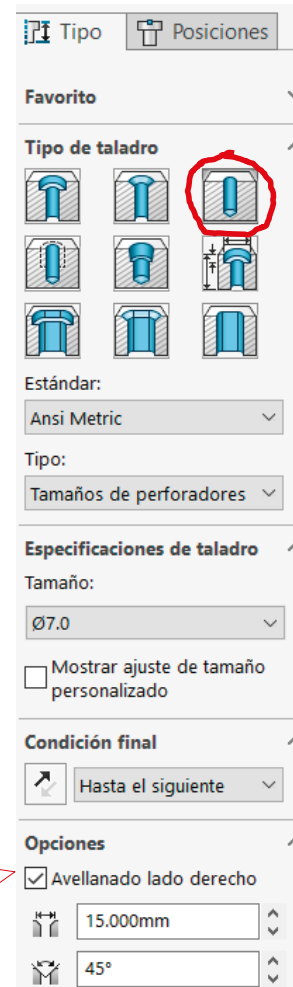 Tipo Posiciones
Favorito
Tipo de taladro
Estándar:
Ansi Metric
Tipo:
Tamaños de perforadores
Especificaciones de taladro
Tamaño:
Ø7.0
Mostrar ajuste de tamaño
personalizado
Condición final
Hasta el siguiente
Opciones
Avellanado lado derecho
15.000mm
45°